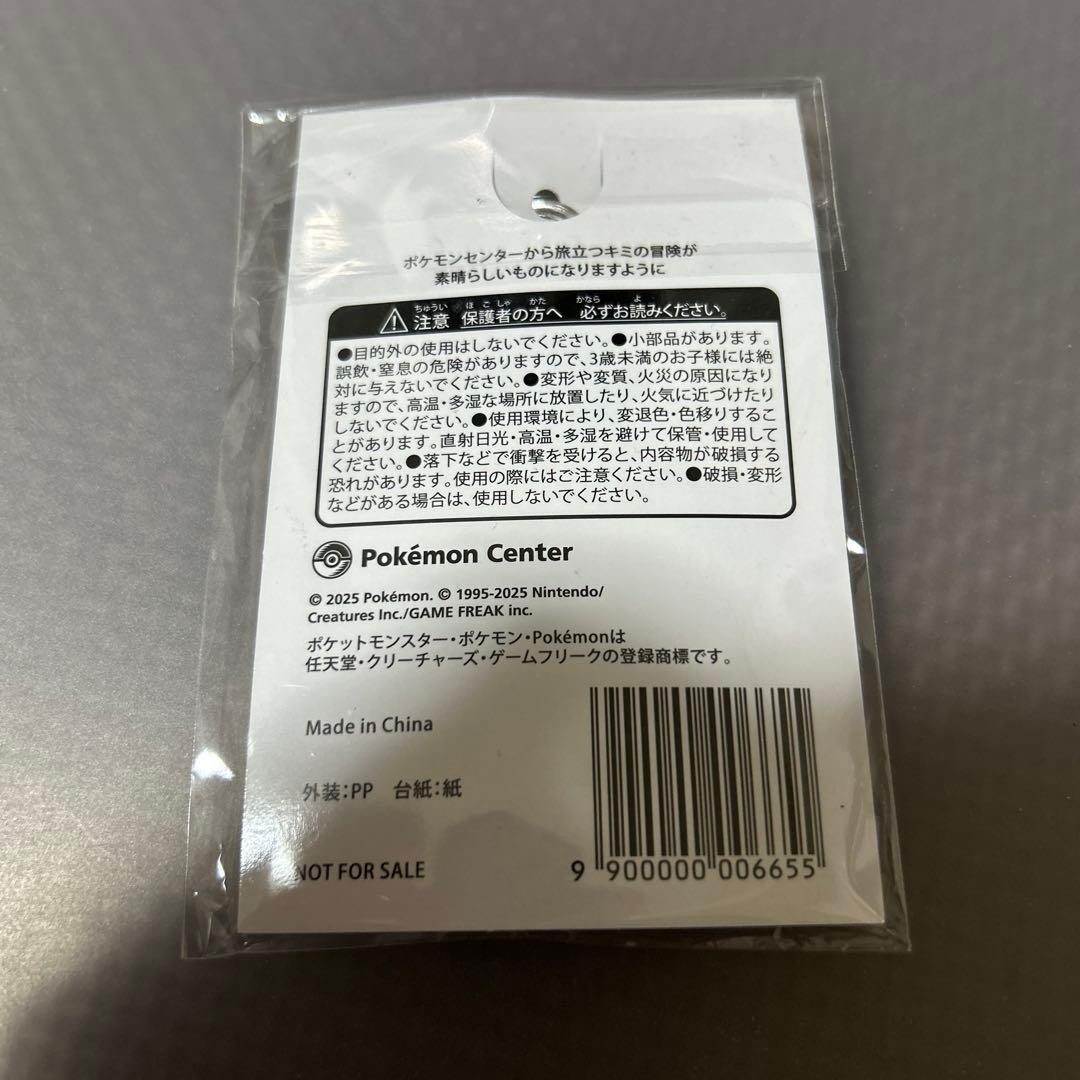 ポケモンセンターから旅立つキミの冒険が
素晴らしいものになりますように
ちゅうい ほごしゃ かた かなら よ
注意 保護者の方へ 必ずお読みください。
●目的外の使用はしないでください。●小部品があります。
誤飲・窒息の危険がありますので、3歳未満のお子様には絶
対に与えないでください。●変形や変質、火災の原因になり
ますので、高温・多湿な場所に放置したり、火気に近づけたり
しないでください。●使用環境により、変退色・色移りするこ
とがあります。直射日光・高温・多湿を避けて保管・使用して
ください。●落下などで衝撃を受けると、内容物が破損する
恐れがあります。使用の際にはご注意ください。●破損・変形
などがある場合は、使用しないでください。
Pokémon Center
© 2025 Pokémon. © 1995-2025 Nintendo/
Creatures Inc./GAME FREAK inc.
ポケットモンスター・ポケモン・Pokémonは
任天堂・クリーチャーズ・ゲームフリークの登録商標です。
Made in China
外装:PP 台紙:紙
NOT FOR SALE
9 900000 006655